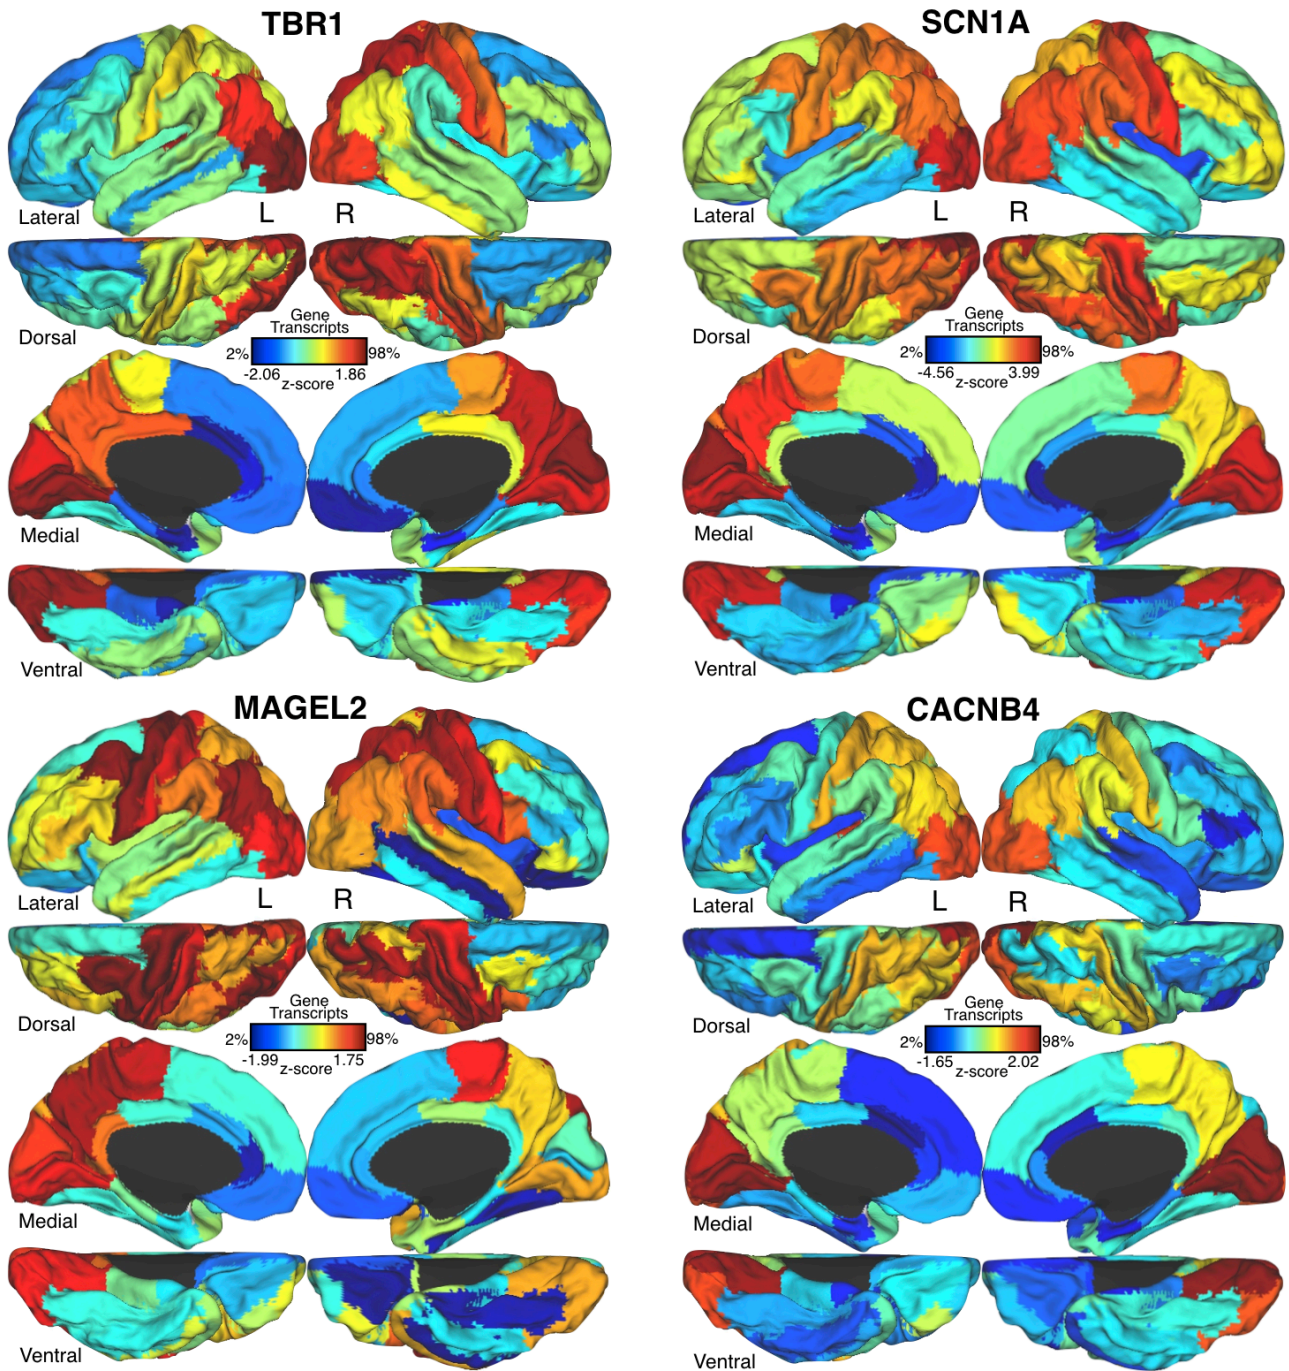 TBR1
Lateral
L
R
Dorsal
Gene
Transcripts
2%
98%
-2.06
1.86
z-score
Medial
Ventral
SCN1A
Lateral
L
R
Dorsal
Gene
Transcripts
2%
98%
-4.56
3.99
z-score
Medial
Ventral
MAGEL2
Lateral
L
R
Dorsal
Gene
Transcripts
2%
98%
-1.99
1.75
z-score
Medial
Ventral
CACNB4
Lateral
L
R
Dorsal
Gene
Transcripts
2%
98%
-1.65
2.02
z-score
Medial
Ventral